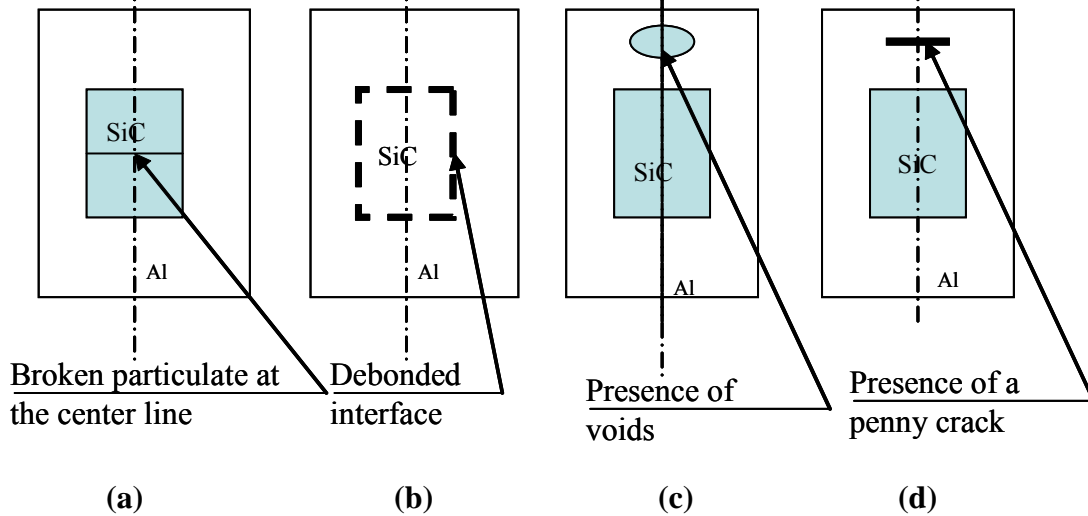 SiC
Al
Broken particulate at
the center line
(a)
SiC
Al
Debonded
interface
(b)
SiC
Al
Presence of
voids
(c)
SiC
Al
Presence of a
penny crack
(d)